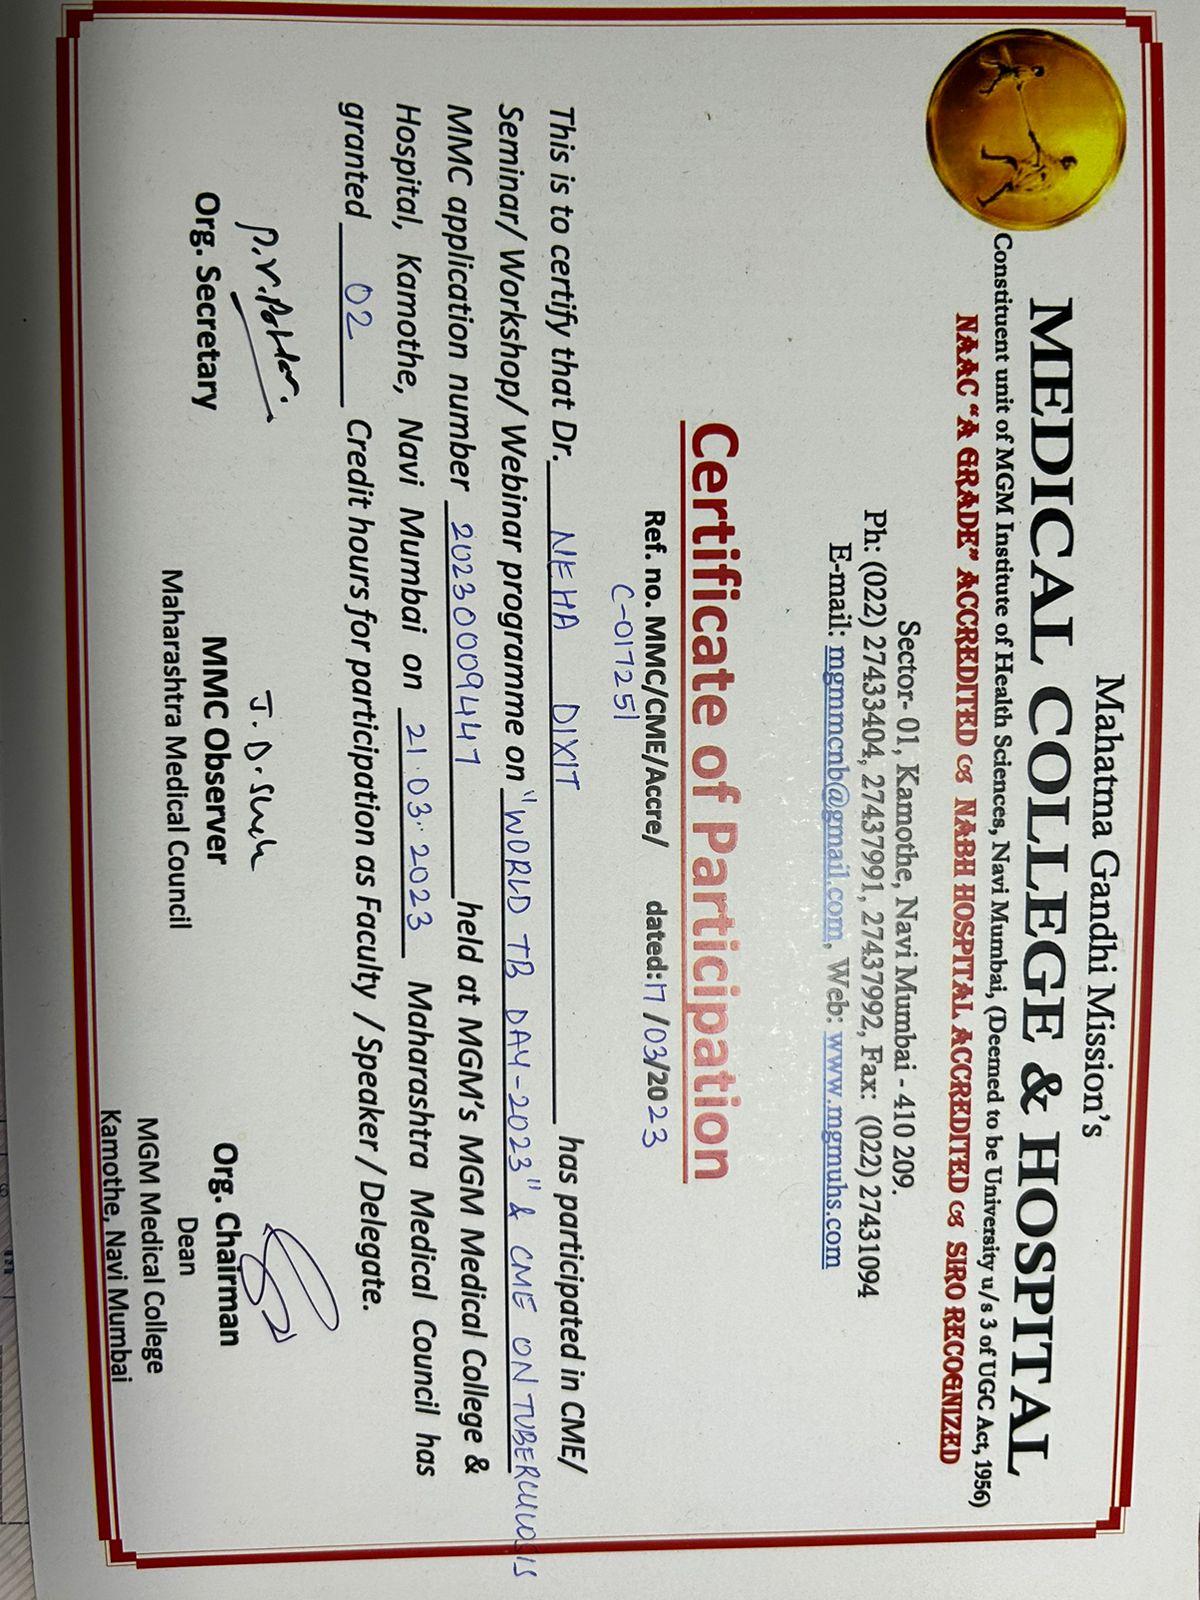 Mahatma Gandhi Mission's
MEDICAL COLLEGE & HOSPITAL
Constituent unit of MGM Institute of Health Sciences, Navi Mumbai, (Deemed to be University u/s 3 of UGC Act, 1956)
NAAC "A GRADE" ACCREDITED ଓ NABH HOSPITAL ACCREDITED ଓ SIRO RECOGNIZED
Sector- 01, Kamothe, Navi Mumbai - 410 209.
Ph: (022) 27433404, 27437991, 27437992, Fax: (022) 27431094
E-mail: mgmmcnb@gmail.com, Web: www.mgmuhs.com
Certificate of Participation
Ref. no. MMC/CME/Accre/ dated:17/03/2023
C-017251
This is to certify that Dr. NEHA DIXIT has participated in CME/
Seminar/ Workshop/ Webinar programme on "WORLD TB DAY-2023" & CME ON TUBERCULOSIS
MMC application number 20230009447 held at MGM's MGM Medical College &
Hospital, Kamothe, Navi Mumbai on 21.03.2023 Maharashtra Medical Council has
granted 02 Credit hours for participation as Faculty / Speaker / Delegate.
Org. Secretary MMC Observer Org. Chairman
Maharashtra Medical Council Dean
MGM Medical College
Kamothe, Navi Mumbai